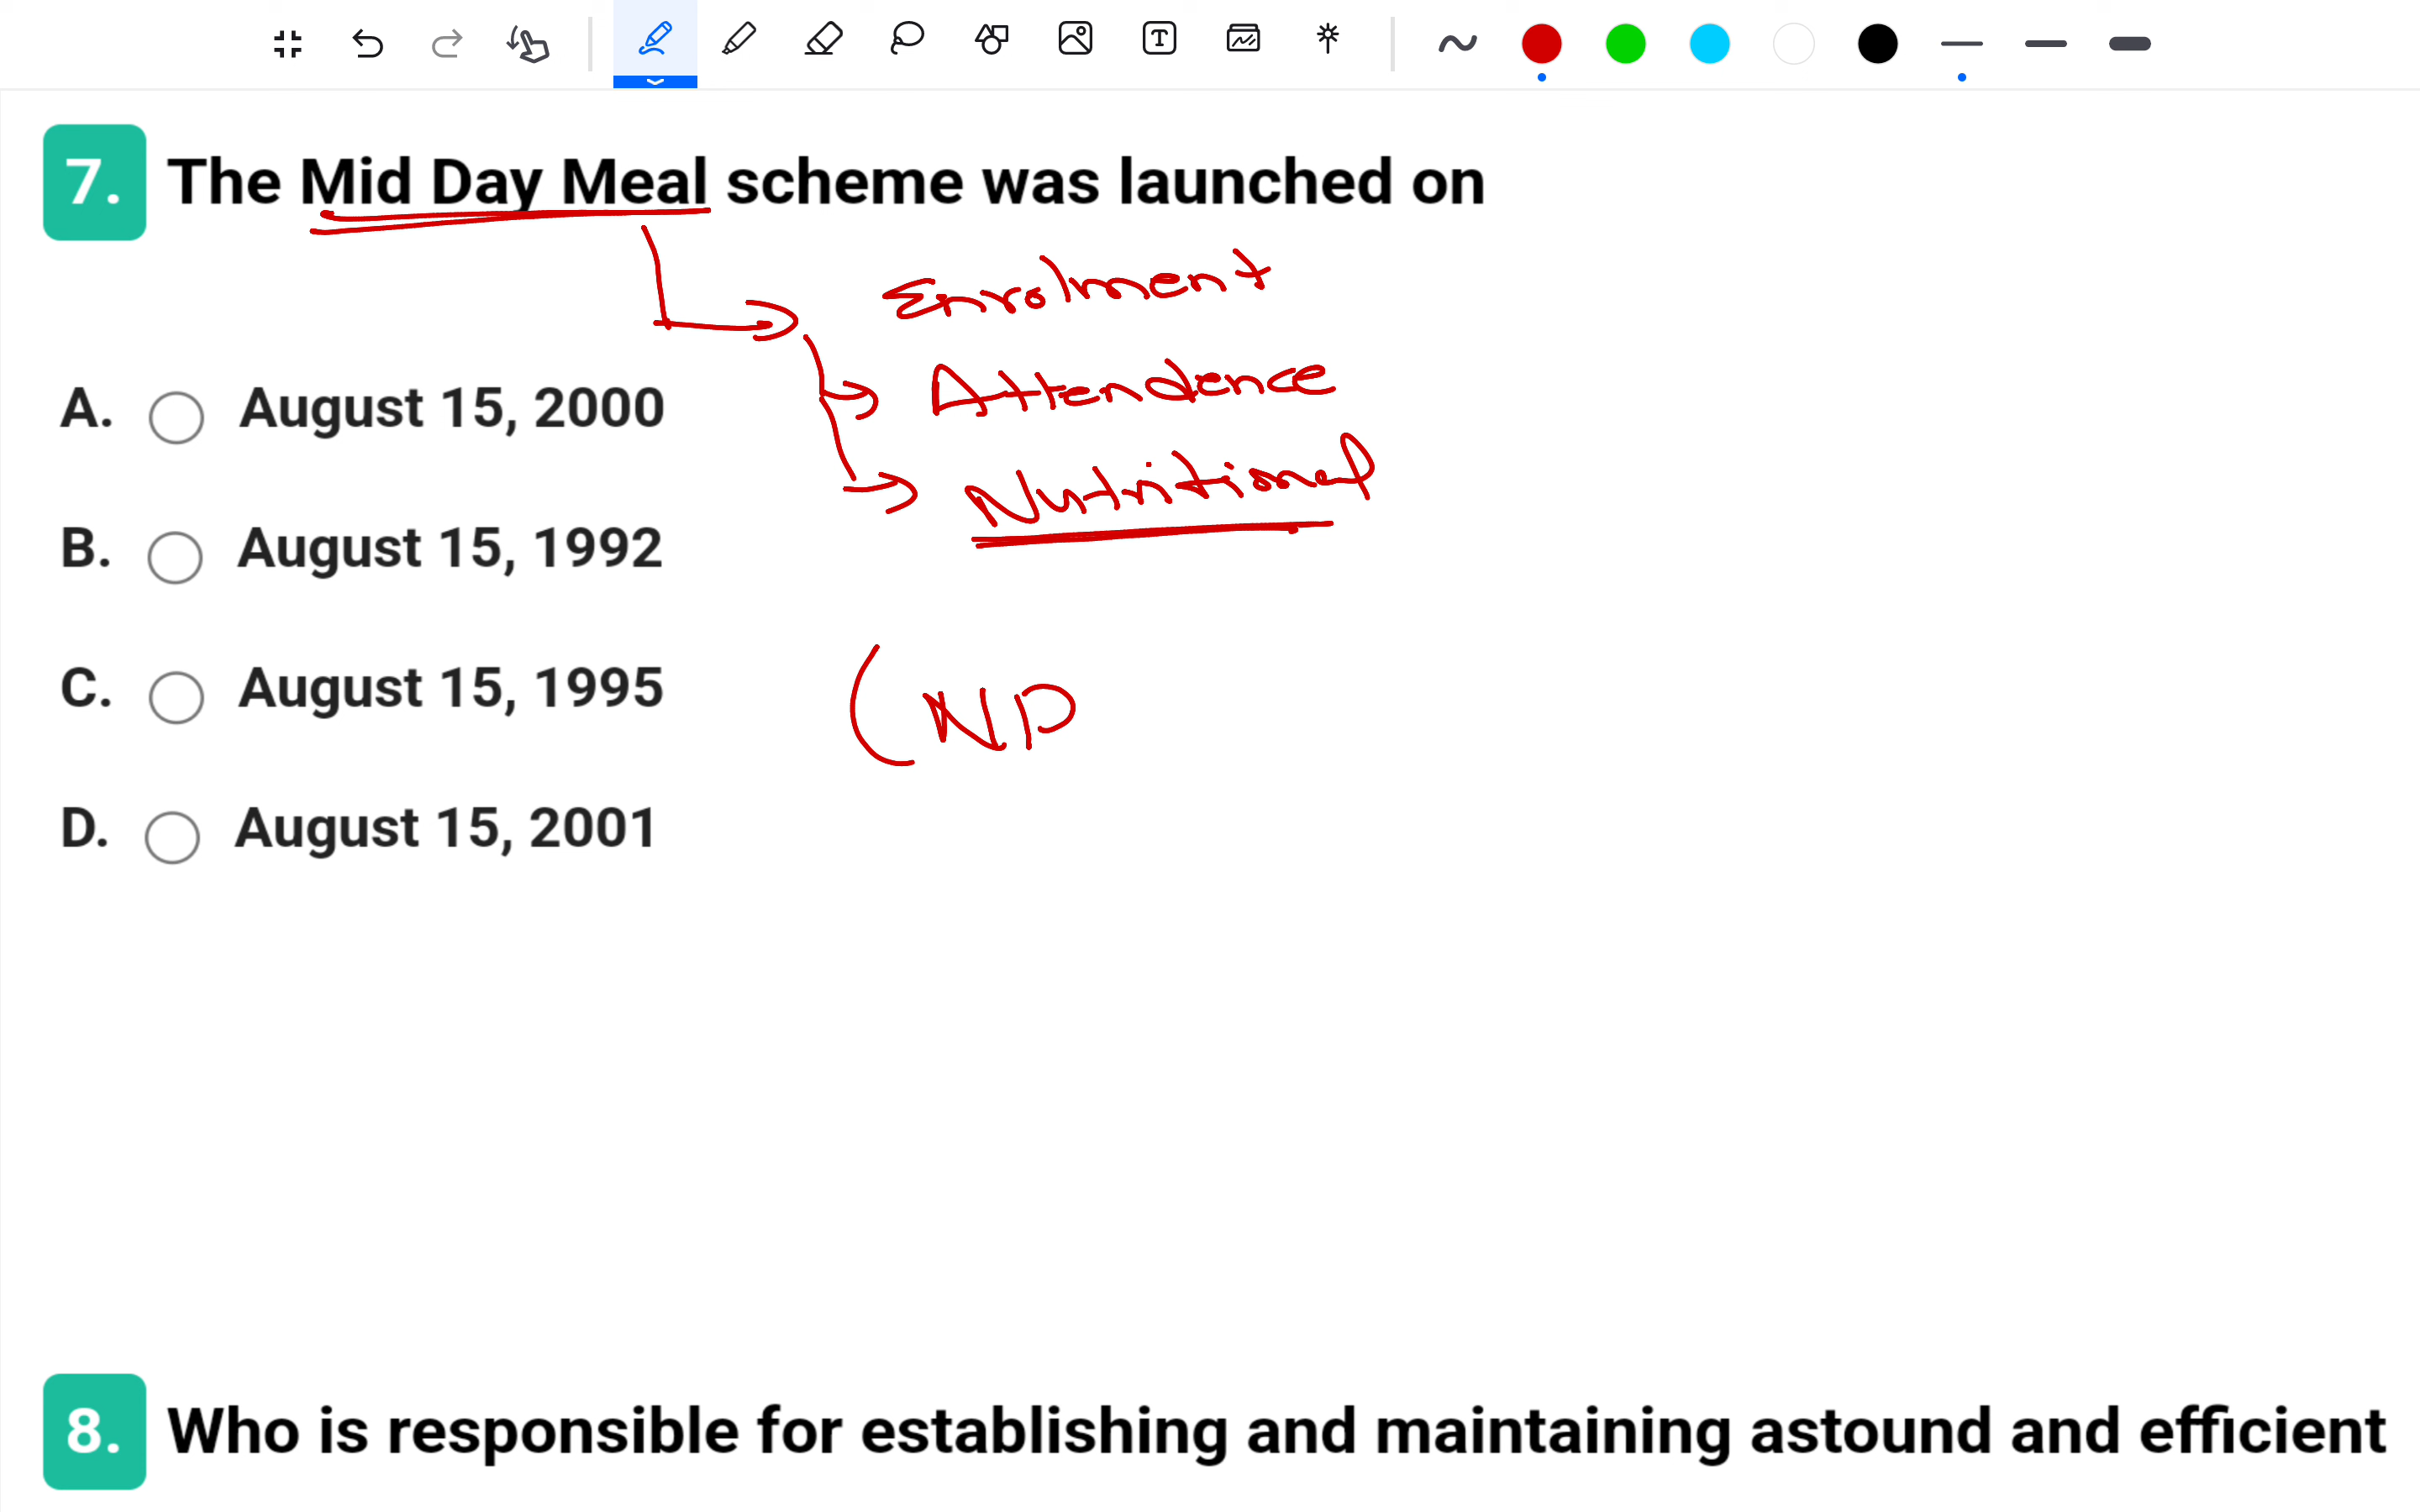 7. The Mid Day Meal scheme was launched on
Enrolment
Attendence
Nutritional
A. August 15, 2000
B. August 15, 1992
C. August 15, 1995
(NP
D. August 15, 2001
8. Who is responsible for establishing and maintaining astound and efficient